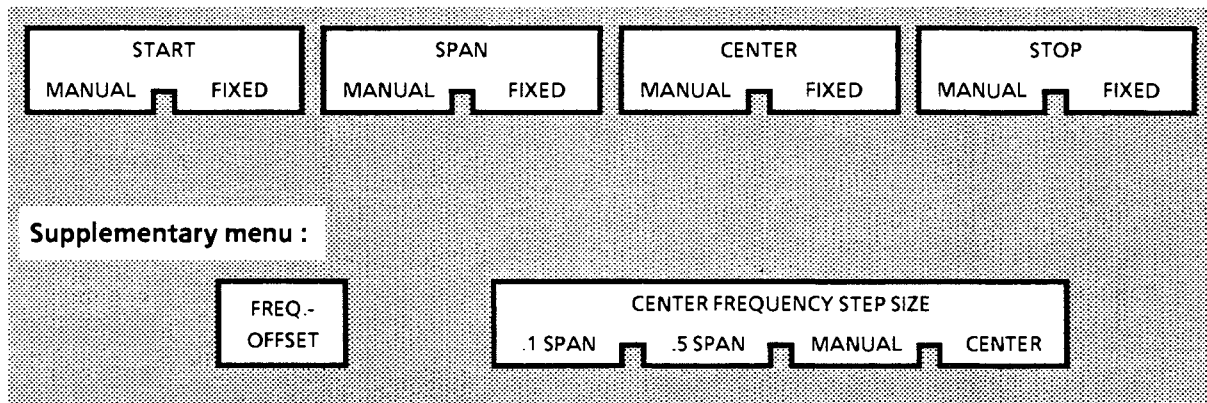 START SPAN CENTER STOP
MANUAL FIXED MANUAL FIXED MANUAL FIXED MANUAL FIXED
Supplementary menu :
FREQ.-
OFFSET
CENTER FREQUENCY STEP SIZE
.1 SPAN .5 SPAN MANUAL CENTER